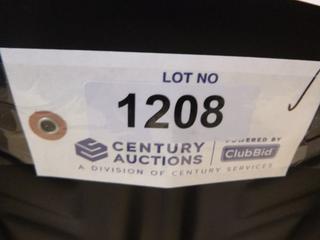 LOT NO
1208
CENTURY AUCTIONS
POWERED BY
ClubBid
A DIVISION OF CENTURY SERVICES